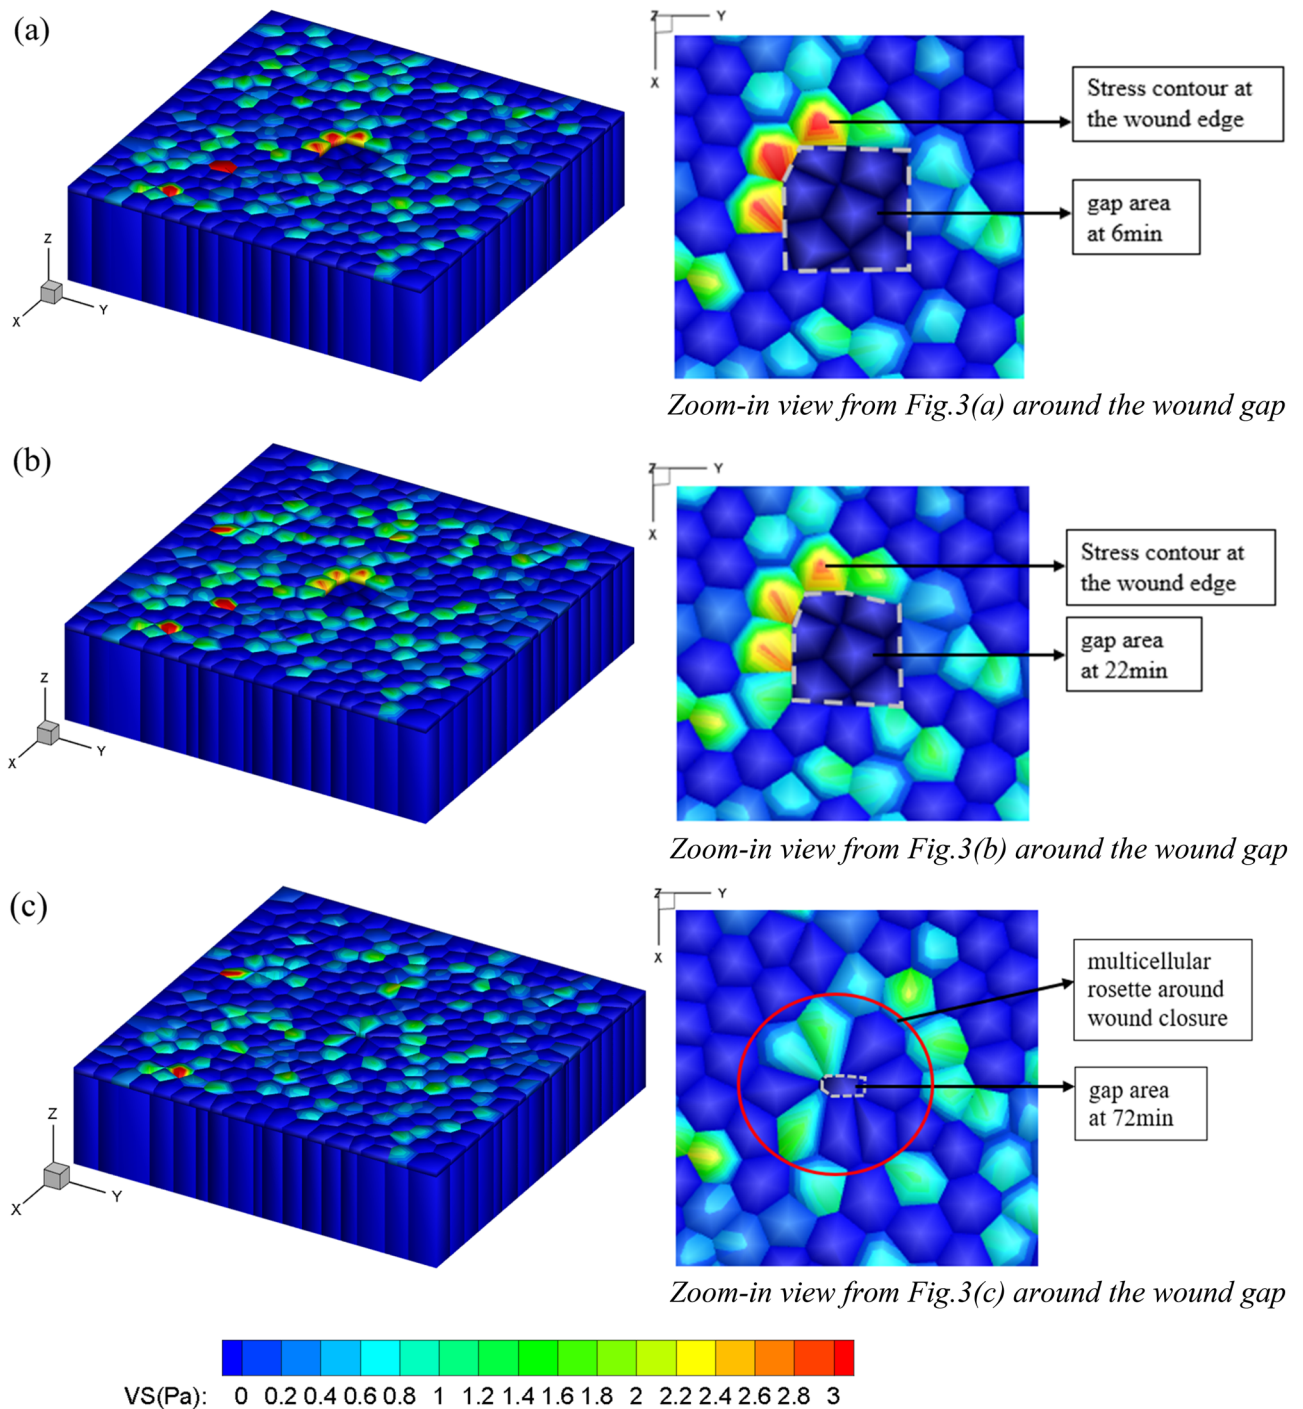 (a)
Z
Y
X
Z
Y
X
Stress contour at
the wound edge
gap area
at 6min
Zoom-in view from Fig.3(a) around the wound gap
(b)
Z
Y
X
Z
Y
X
Stress contour at
the wound edge
gap area
at 22min
Zoom-in view from Fig.3(b) around the wound gap
(c)
Z
Y
X
Z
Y
X
multicellular
rosette around
wound closure
gap area
at 72min
Zoom-in view from Fig.3(c) around the wound gap
VS(Pa): 0 0.2 0.4 0.6 0.8 1 1.2 1.4 1.6 1.8 2 2.2 2.4 2.6 2.8 3